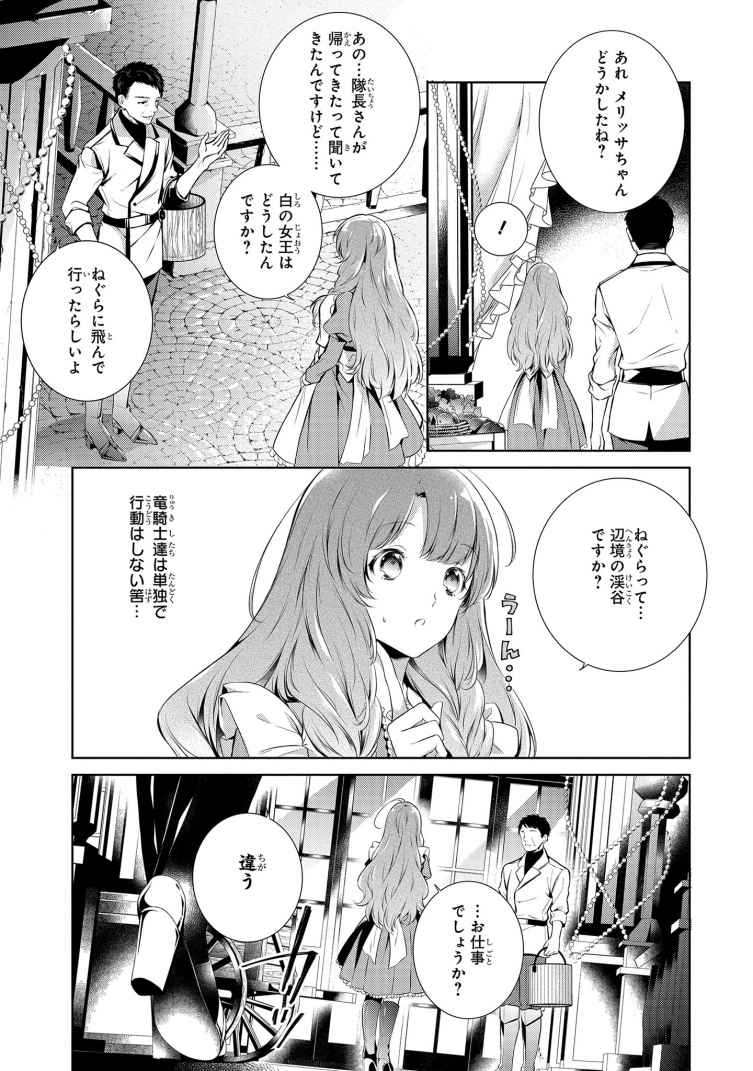 あれ メリッサちゃん
どうかしたね?
!
あの…隊長さんが
帰ってきたって聞いて
きたんですけど……
白の女王は
どうしたん
ですか?
ねぐらに飛んで
行ったらしいよ
ねぐらって…
辺境の渓谷
ですか?
うーん…
竜騎士達は単独で
行動はしない筈…
…お仕事
でしょうか?
違う